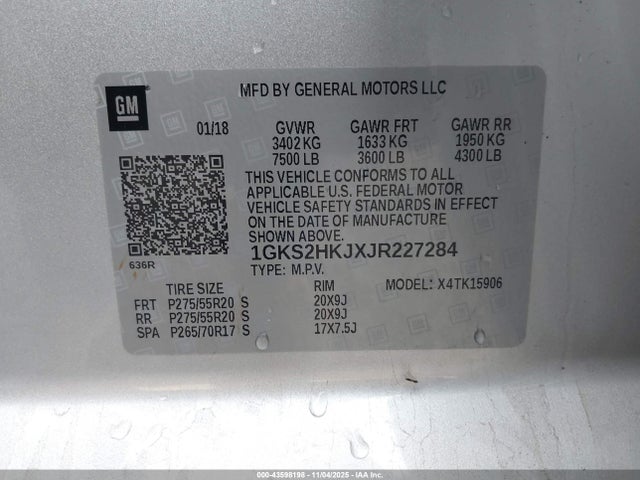 GM
MFD BY GENERAL MOTORS LLC
01/18 GVWR GAWR FRT GAWR RR
3402 KG 1633 KG 1950 KG
7500 LB 3600 LB 4300 LB
THIS VEHICLE CONFORMS TO ALL
APPLICABLE U.S. FEDERAL MOTOR
VEHICLE SAFETY STANDARDS IN EFFECT
ON THE DATE OF MANUFACTURE
SHOWN ABOVE.
1GKS2HKJXJR227284
636R
TYPE: M.P.V. MODEL: X4TK15906
TIRE SIZE RIM
FRT P275/55R20 S 20X9J
RR P275/55R20 S 20X9J
SPA P265/70R17 S 17X7.5J
000-43598198 - 11/04/2025 - IAA, Inc.